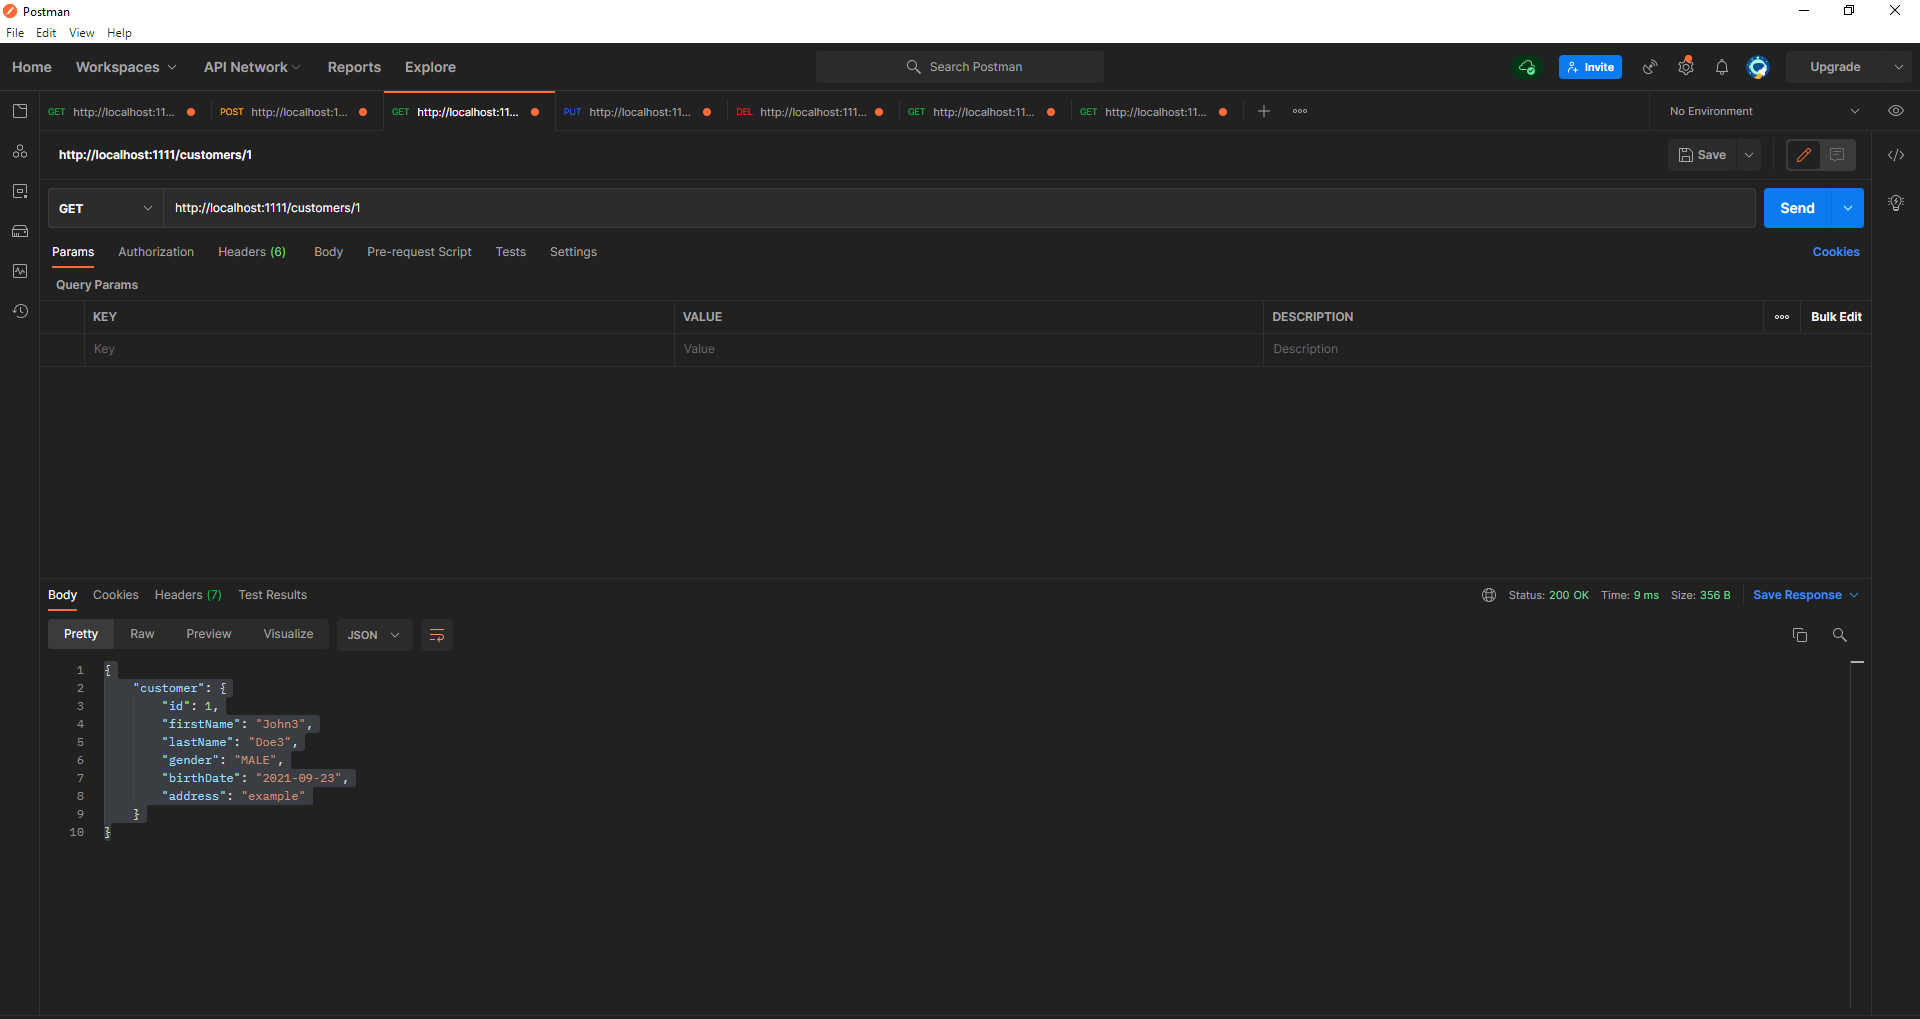 Postman
File Edit View Help
Home Workspaces API Network Reports Explore Search Postman Invite Upgrade
GET http://localhost:11... POST http://localhost:1... GET http://localhost:11... PUT http://localhost:11... DEL http://localhost:111... GET http://localhost:11... GET http://localhost:11... No Environment
http://localhost:1111/customers/1 Save
GET http://localhost:1111/customers/1 Send
Params Authorization Headers (6) Body Pre-request Script Tests Settings Cookies
Query Params
KEY VALUE DESCRIPTION Bulk Edit
Key Value Description
Body Cookies Headers (7) Test Results Status: 200 OK Time: 9 ms Size: 356 B Save Response
Pretty Raw Preview Visualize JSON
1 {
2 "customer": {
3 "id": 1,
4 "firstName": "John3",
5 "lastName": "Doe3",
6 "gender": "MALE",
7 "birthDate": "2021-09-23",
8 "address": "example"
9 }
10 }